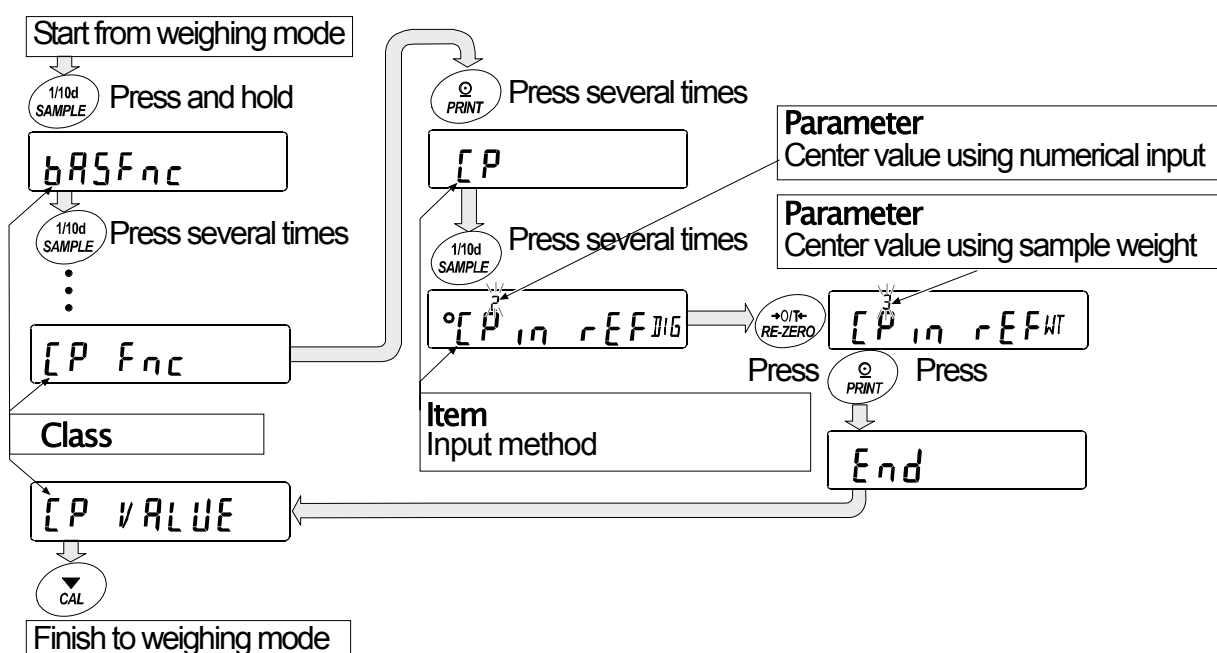 Start from weighing mode
1/10d
SAMPLE
Press and hold
bASFnc
1/10d
SAMPLE
Press several times
CP Fnc
Class
CP VALUE
CAL
Finish to weighing mode
PRINT
Press several times
CP
1/10d
SAMPLE
Press several times
2
CP in rEF DIG
Item
Input method
Parameter
Center value using numerical input
Parameter
Center value using sample weight
→0/T←
RE-ZERO
Press
3
CP in rEF WT
PRINT
Press
End